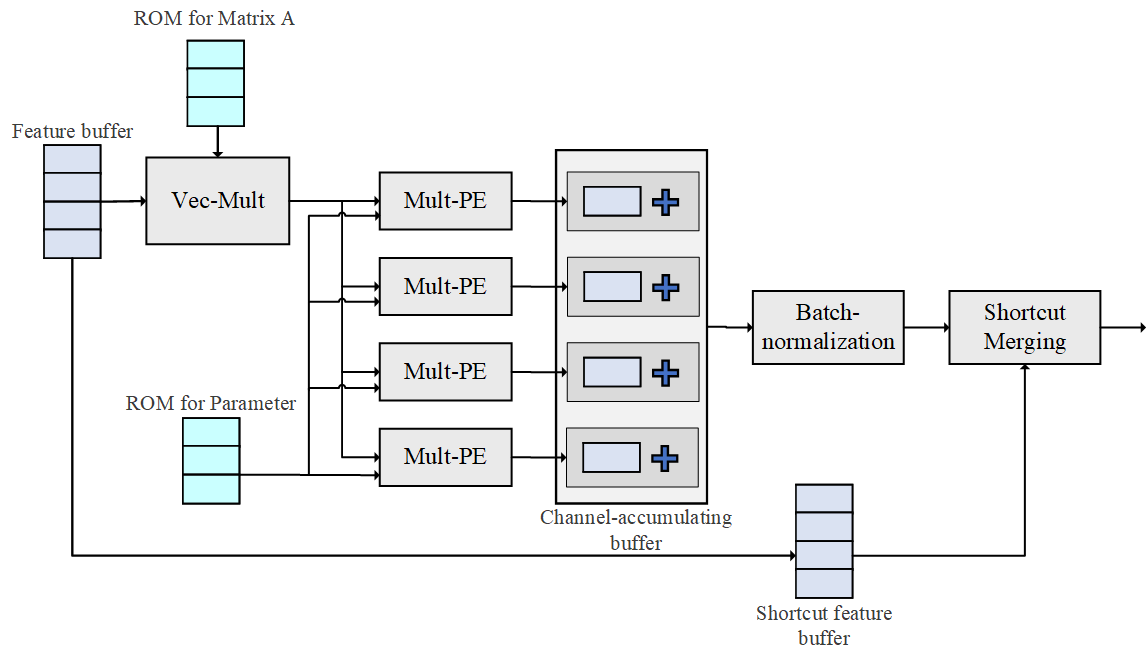 ROM for Matrix A
Feature buffer
Vec-Mult
Mult-PE
Mult-PE
Mult-PE
Mult-PE
ROM for Parameter
Channel-accumulating
buffer
Batch-
normalization
Shortcut
Merging
Shortcut feature
buffer